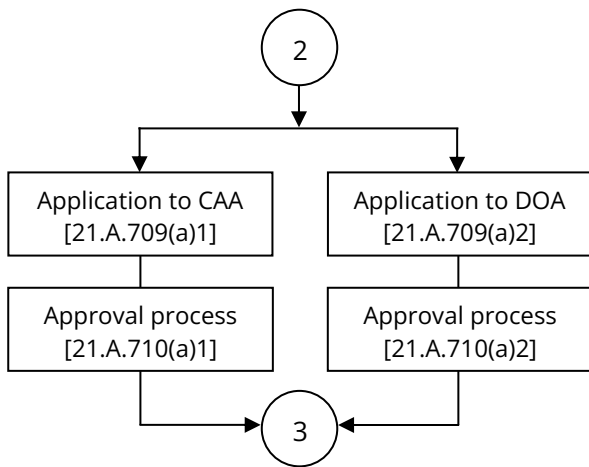 2
Application to CAA
[21.A.709(a)1]
Application to DOA
[21.A.709(a)2]
Approval process
[21.A.710(a)1]
Approval process
[21.A.710(a)2]
3